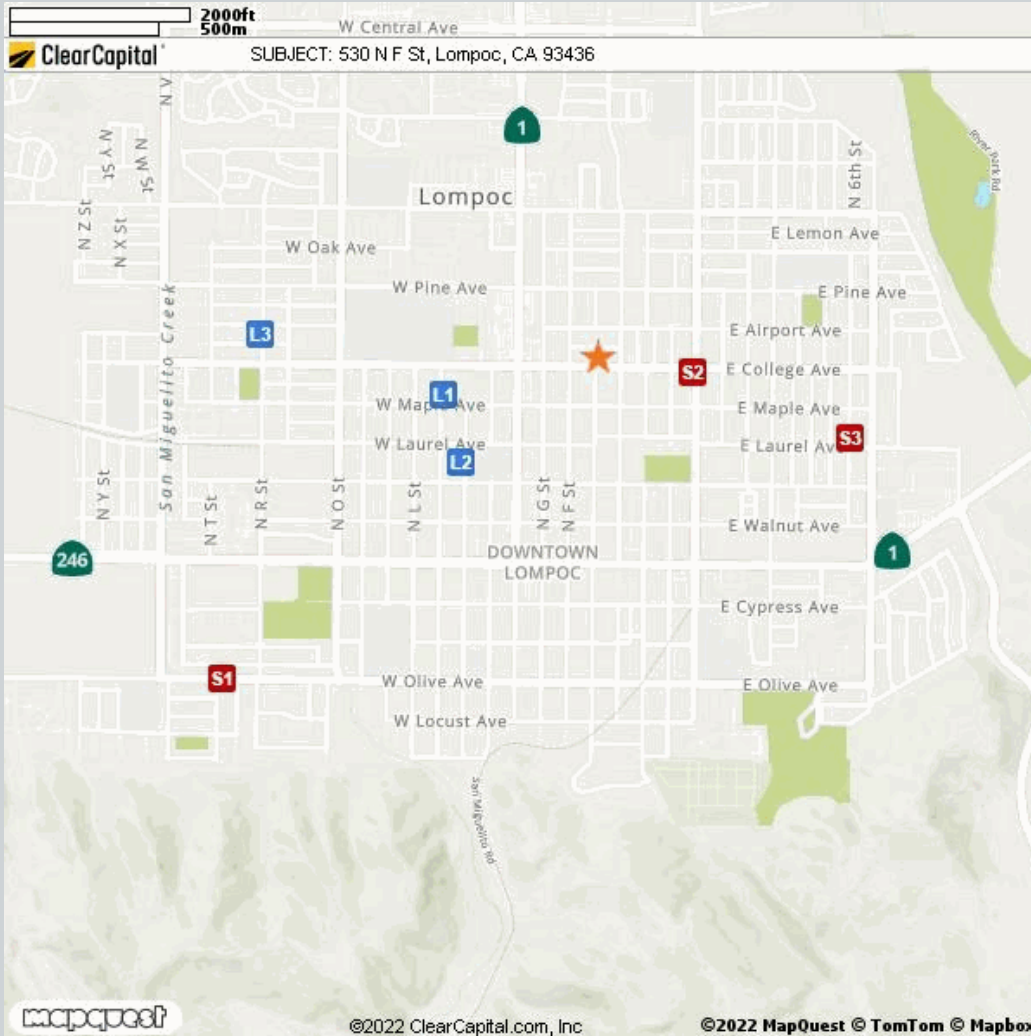 2000ft
500m
W Central Ave
ClearCapital
SUBJECT: 530 N F St, Lompoc, CA 93436
N V
1
N Y St
N W St
N 6th St
River Park Rd
Lompoc
N Z St
N X St
W Oak Ave
E Lemon Ave
W Pine Ave
E Pine Ave
San Miguelito Creek
L3
E Airport Ave
S2
E College Ave
L1
W Maple Ave
E Maple Ave
W Laurel Ave
E Laurel Av
S3
L2
N Y St
N T St
N R St
N O St
N L St
N G St
N F St
E Walnut Ave
246
DOWNTOWN
LOMPOC
1
E Cypress Ave
S1
W Olive Ave
E Olive Ave
W Locust Ave
San Miguelito Rd
mapquest
©2022 ClearCapital.com, Inc
©2022 MapQuest © TomTom © Mapbox